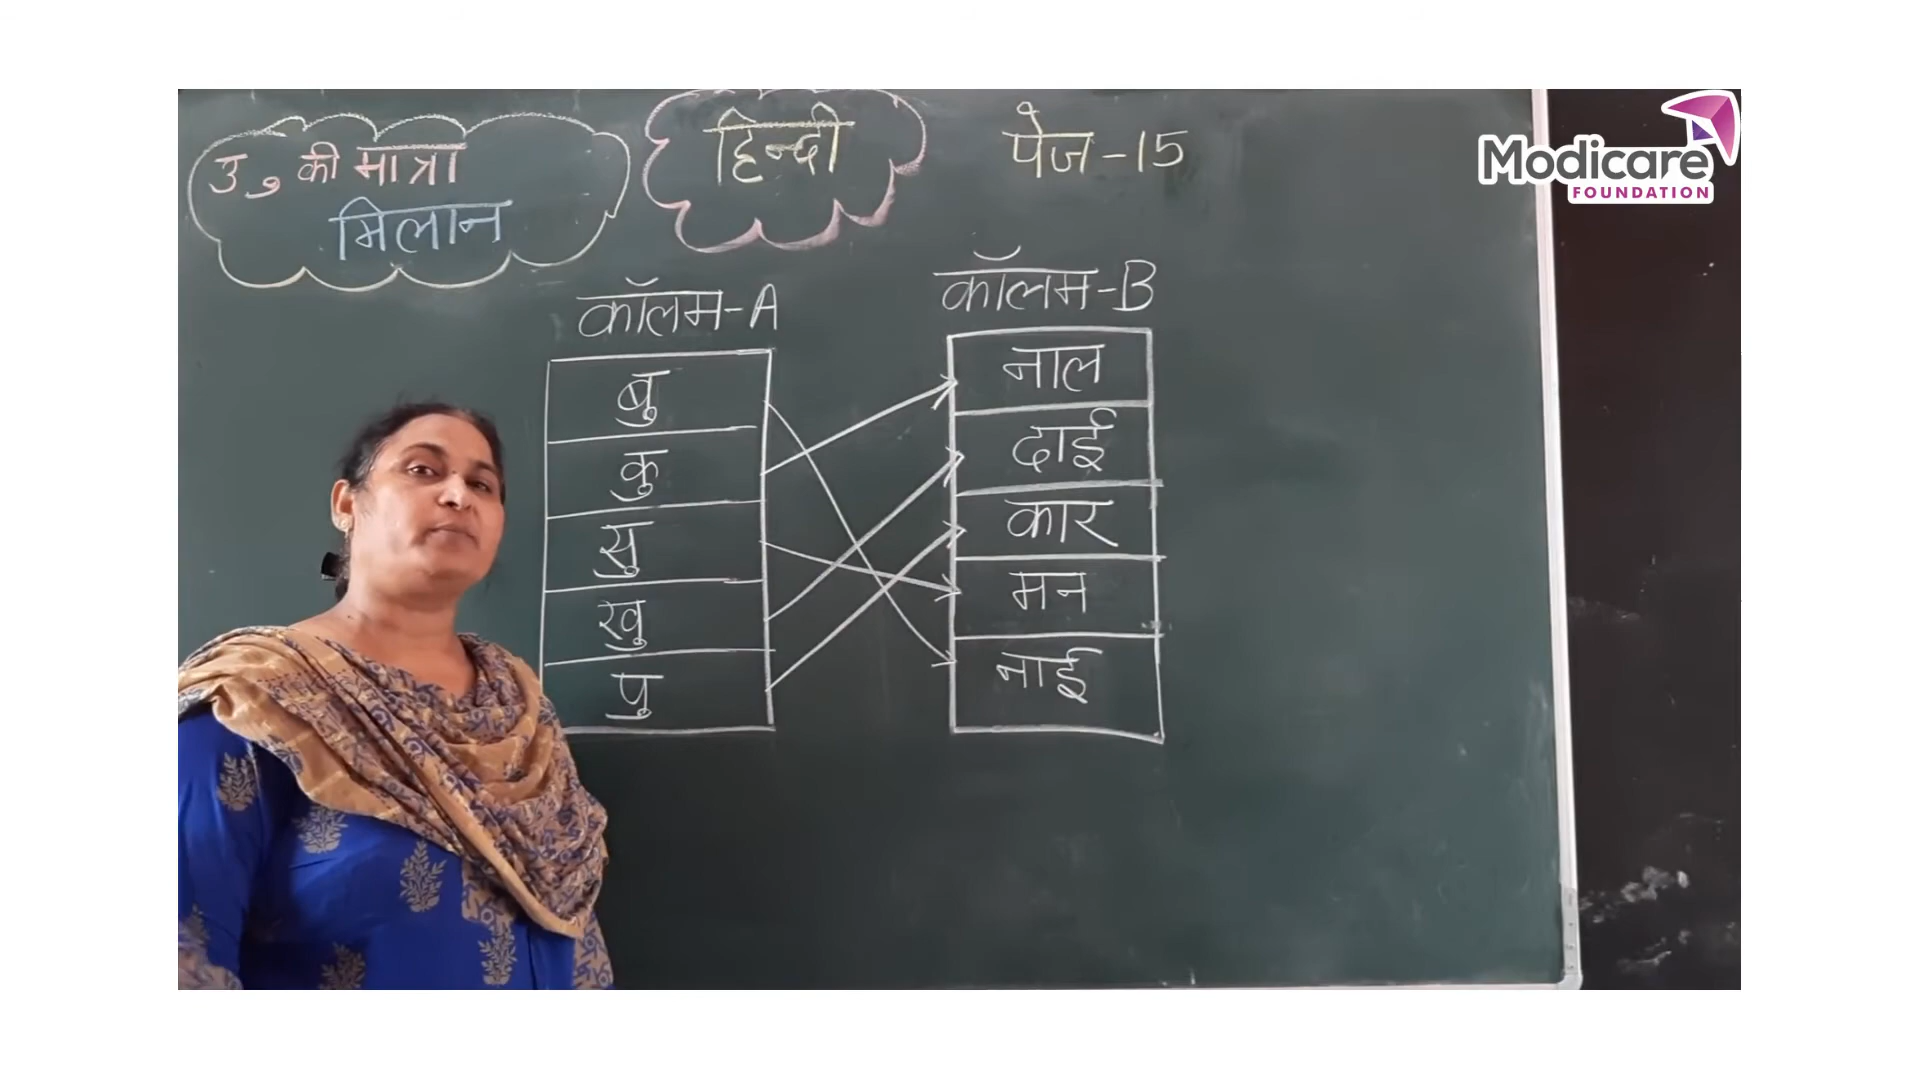 उ ु की मात्रा
मिलान
हिन्दी
पेज-15
Modicare
FOUNDATION
कॉलम-A
बु
कु
सु
खु
पु
कॉलम-B
नाल
दाई
कार
मन
नाई